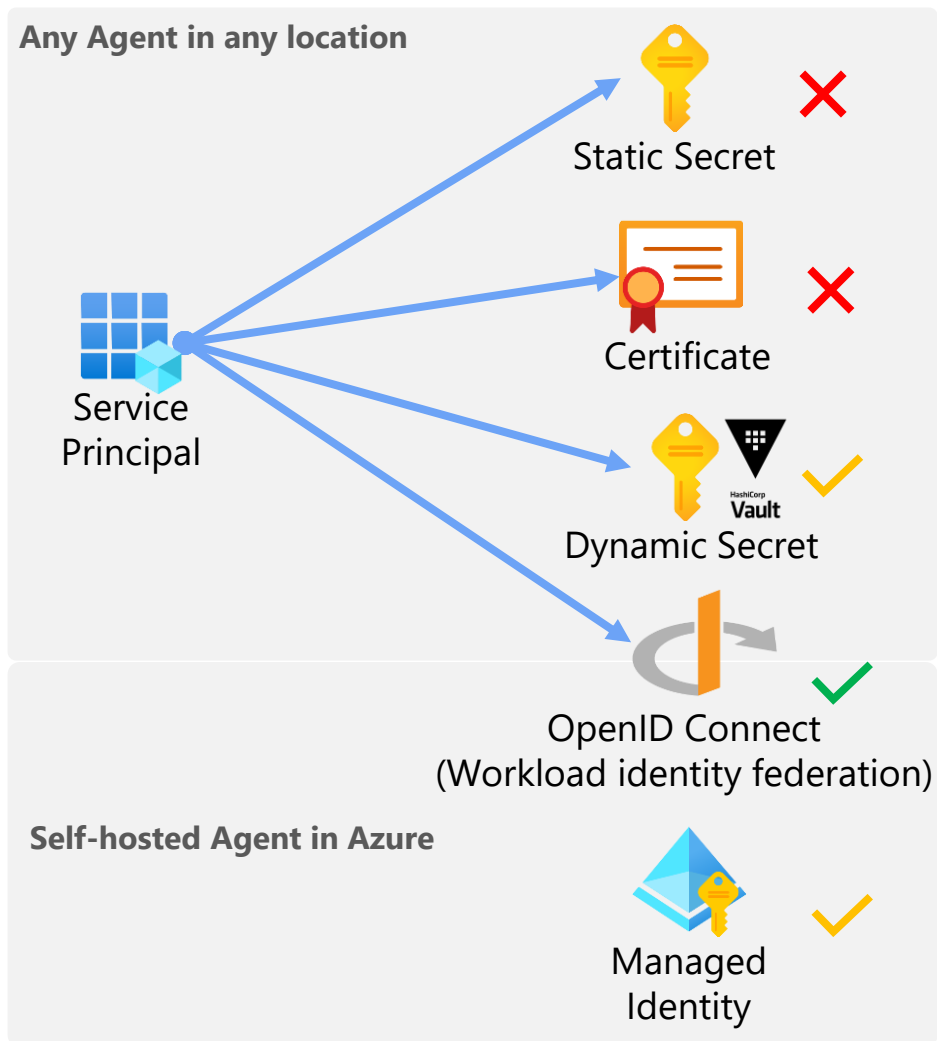 Any Agent in any location
Static Secret
Certificate
Service
Principal
HashiCorp
Vault
Dynamic Secret
OpenID Connect
(Workload identity federation)
Self-hosted Agent in Azure
Managed
Identity